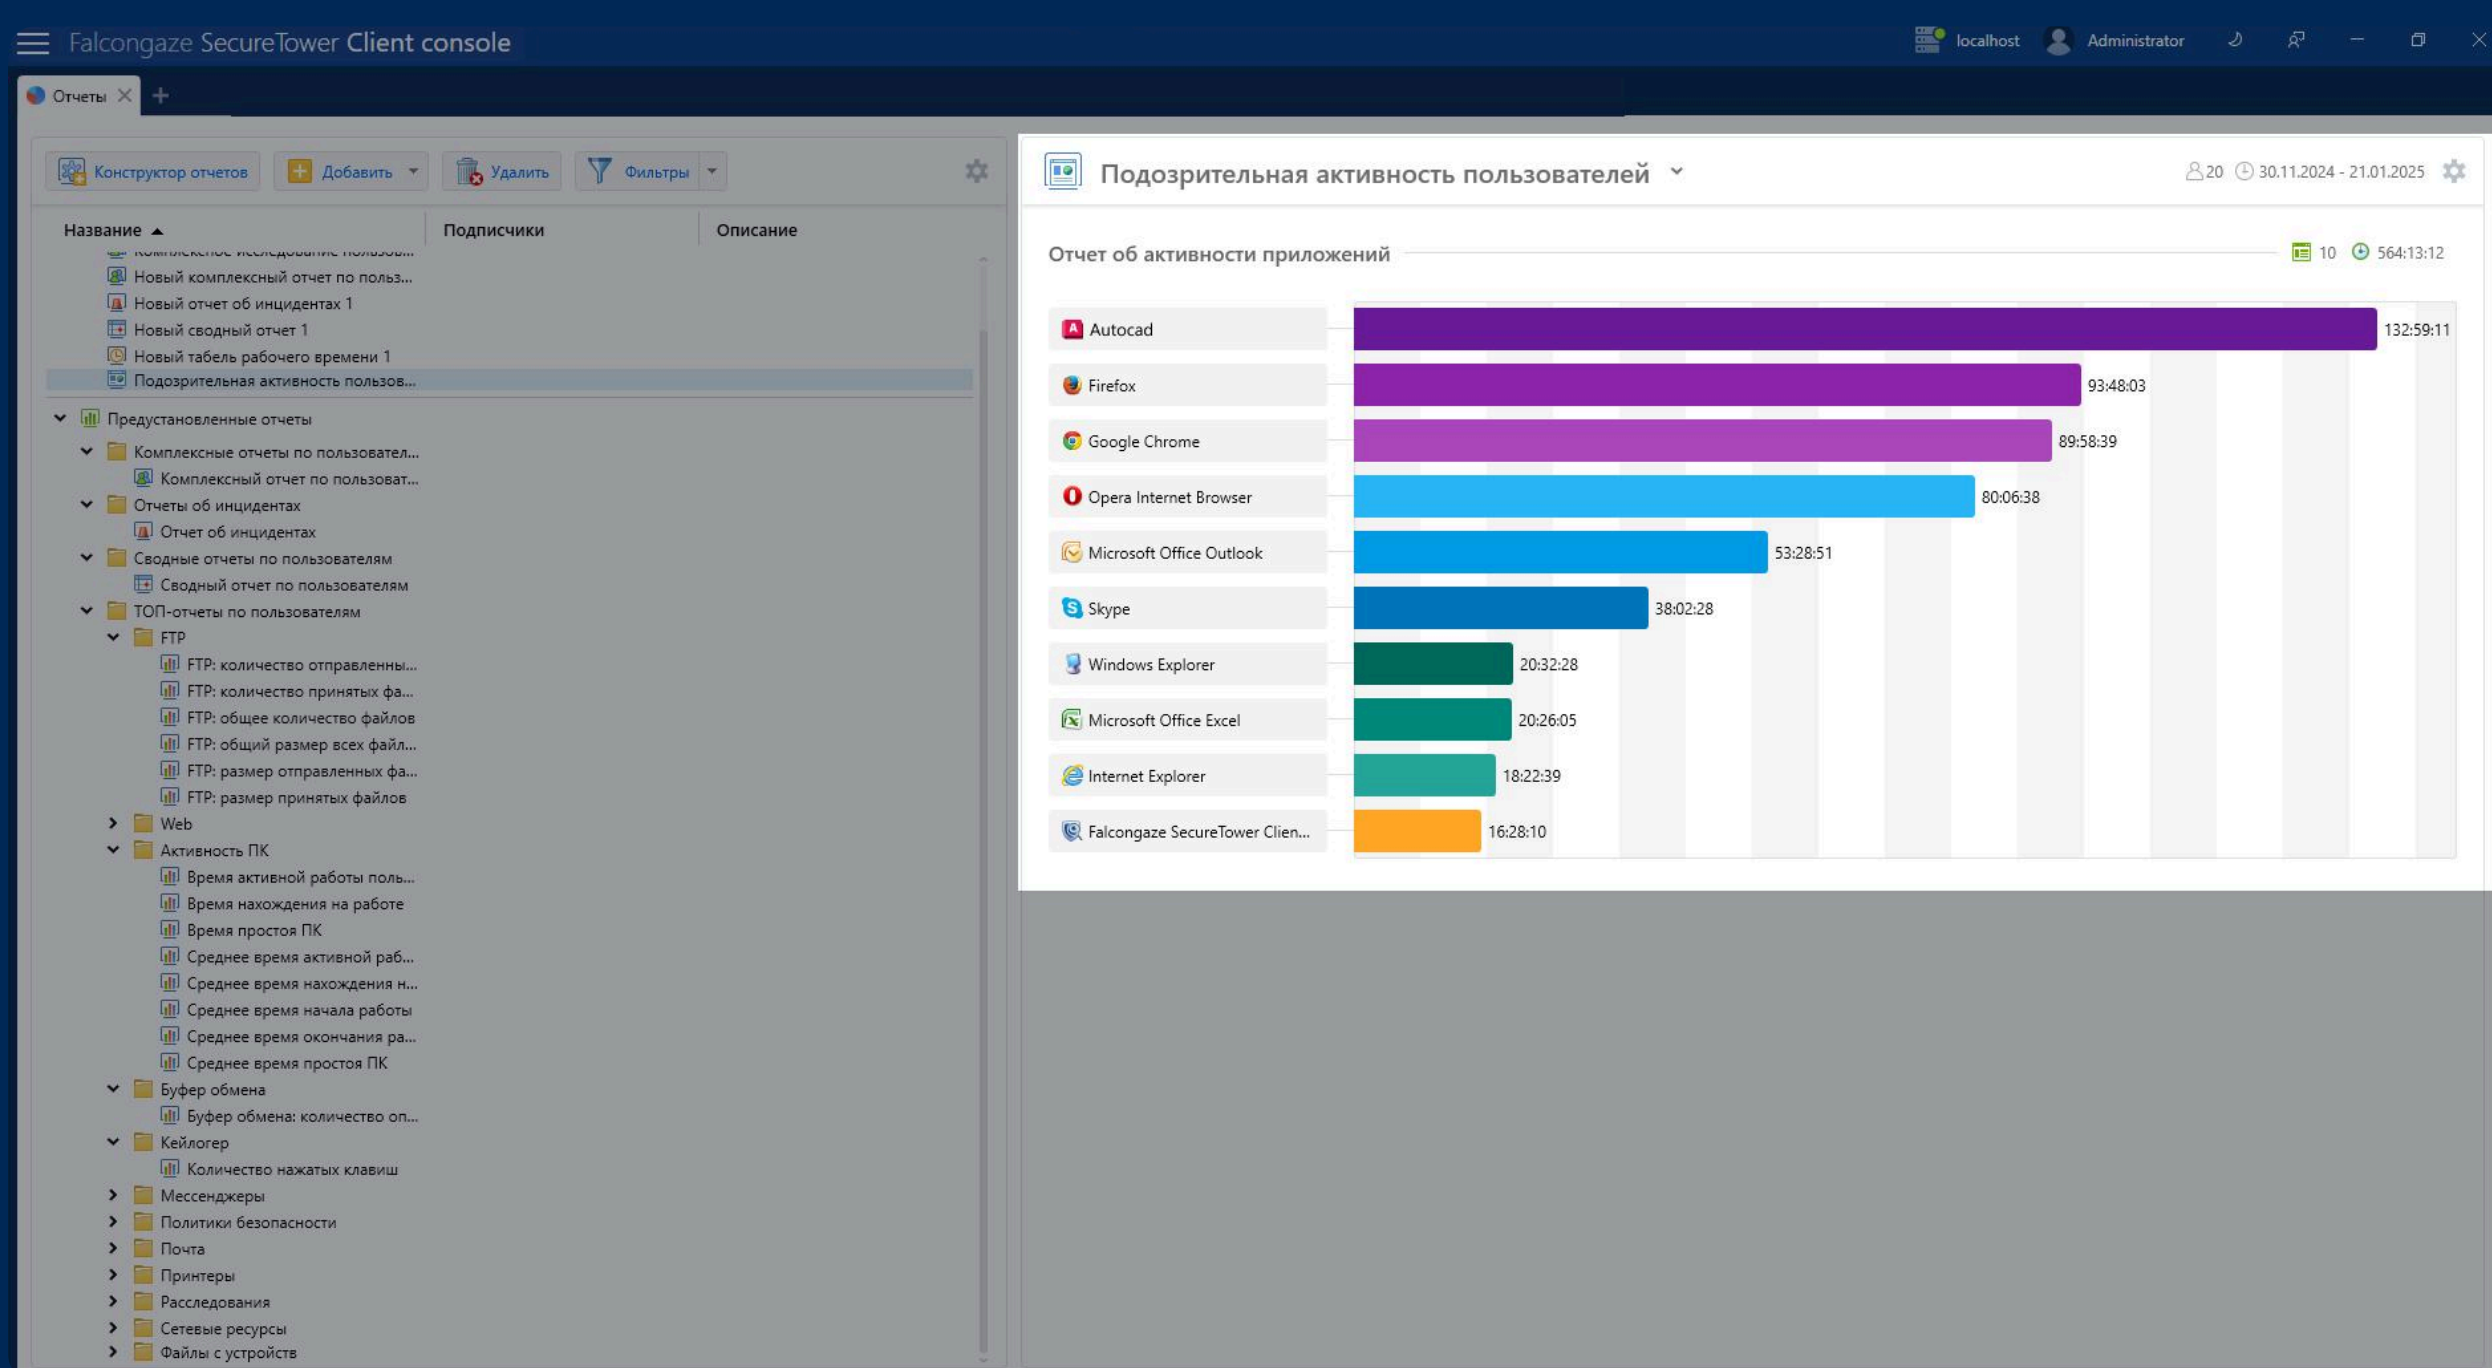 Falcongaze SecureTower Client console
localhost
Administrator
Отчеты
Конструктор отчетов
Добавить
Удалить
Фильтры
Название
Подписчики
Описание
Комплексное исследование пользов...
Новый комплексный отчет по польз...
Новый отчет об инцидентах 1
Новый сводный отчет 1
Новый табель рабочего времени 1
Подозрительная активность пользов...
Предустановленные отчеты
Комплексные отчеты по пользовател...
Комплексный отчет по пользоват...
Отчеты об инцидентах
Отчет об инцидентах
Сводные отчеты по пользователям
Сводный отчет по пользователям
ТОП-отчеты по пользователям
FTP
FTP: количество отправленны...
FTP: количество принятых фа...
FTP: общее количество файлов
FTP: общий размер всех файл...
FTP: размер отправленных фа...
FTP: размер принятых файлов
Web
Активность ПК
Время активной работы поль...
Время нахождения на работе
Время простоя ПК
Среднее время активной раб...
Среднее время нахождения н...
Среднее время начала работы
Среднее время окончания ра...
Среднее время простоя ПК
Буфер обмена
Буфер обмена: количество оп...
Кейлогер
Количество нажатых клавиш
Мессенджеры
Политики безопасности
Почта
Принтеры
Расследования
Сетевые ресурсы
Файлы с устройств
Подозрительная активность пользователей
20
30.11.2024 - 21.01.2025
Отчет об активности приложений
10
564:13:12
Autocad
132:59:11
Firefox
93:48:03
Google Chrome
89:58:39
Opera Internet Browser
80:06:38
Microsoft Office Outlook
53:28:51
Skype
38:02:28
Windows Explorer
20:32:28
Microsoft Office Excel
20:26:05
Internet Explorer
18:22:39
Falcongaze SecureTower Clien...
16:28:10